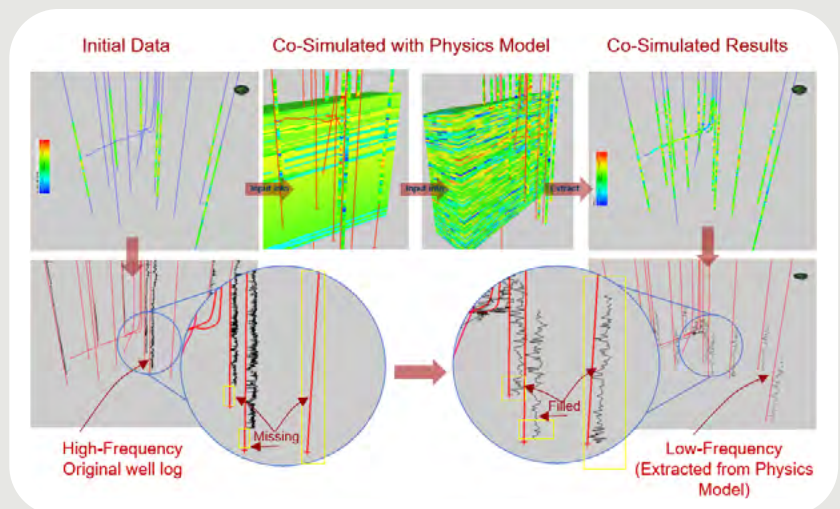 Initial Data
Co-Simulated with Physics Model
Co-Simulated Results
Input into
Input into
Extract
Missing
Filled
High-Frequency
Original well log
Low-Frequency
(Extracted from Physics
Model)